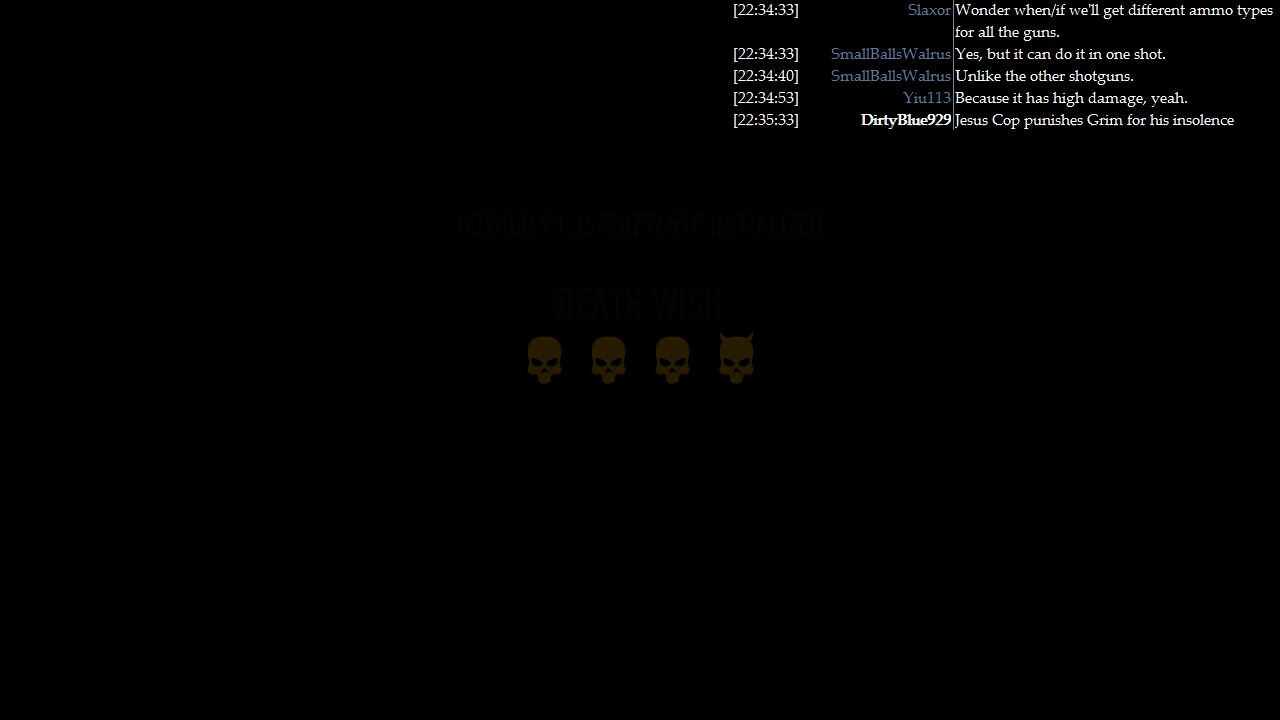 [22:34:33] Slaxor Wonder when/if we'll get different ammo types
for all the guns.
[22:34:33] SmallBallsWalrus Yes, but it can do it in one shot.
[22:34:40] SmallBallsWalrus Unlike the other shotguns.
[22:34:53] Yiu113 Because it has high damage, yeah.
[22:35:33] DirtyBlue929 Jesus Cop punishes Grim for his insolence
INITIALIZED
DEATH WISH